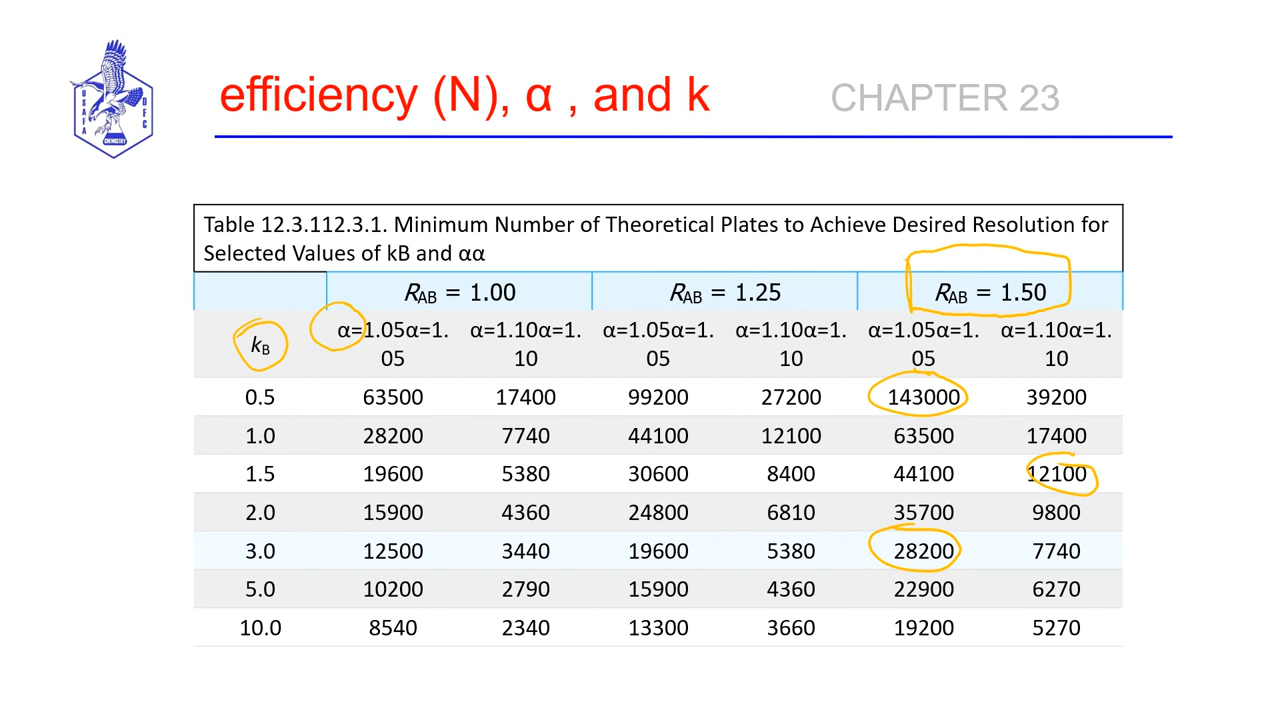 efficiency (N), α , and k
CHAPTER 23
USAFA
DFC
CHEMISTRY
Table 12.3.112.3.1. Minimum Number of Theoretical Plates to Achieve Desired Resolution for
Selected Values of kB and αα
RAB = 1.00 RAB = 1.25 RAB = 1.50
kB α=1.05α=1. α=1.10α=1. α=1.05α=1. α=1.10α=1. α=1.05α=1. α=1.10α=1.
05 10 05 10 05 10
0.5 63500 17400 99200 27200 143000 39200
1.0 28200 7740 44100 12100 63500 17400
1.5 19600 5380 30600 8400 44100 12100
2.0 15900 4360 24800 6810 35700 9800
3.0 12500 3440 19600 5380 28200 7740
5.0 10200 2790 15900 4360 22900 6270
10.0 8540 2340 13300 3660 19200 5270